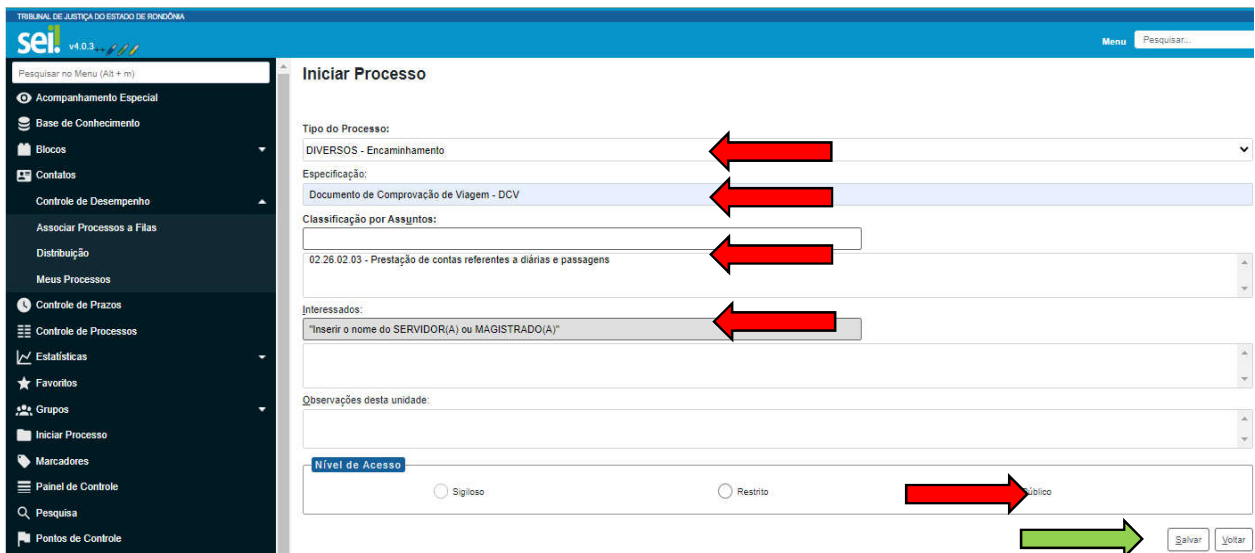 TRIBUNAL DE JUSTIÇA DO ESTADO DE RONDÔNIA
sei! v4.0.3
Menu Pesquisar...
Pesquisar no Menu (Alt + m)
Acompanhamento Especial
Base de Conhecimento
Blocos
Contatos
Controle de Desempenho
Associar Processos a Filas
Distribuição
Meus Processos
Controle de Prazos
Controle de Processos
Estatísticas
Favoritos
Grupos
Iniciar Processo
Marcadores
Painel de Controle
Pesquisa
Pontos de Controle
Iniciar Processo
Tipo do Processo:
DIVERSOS - Encaminhamento
Especificação:
Documento de Comprovação de Viagem - DCV
Classificação por Assuntos:
02.26.02.03 - Prestação de contas referentes a diárias e passagens
Interessados:
"Inserir o nome do SERVIDOR(A) ou MAGISTRADO(A)"
Observações desta unidade:
Nível de Acesso
Sigiloso
Restrito
Público
Salvar
Voltar